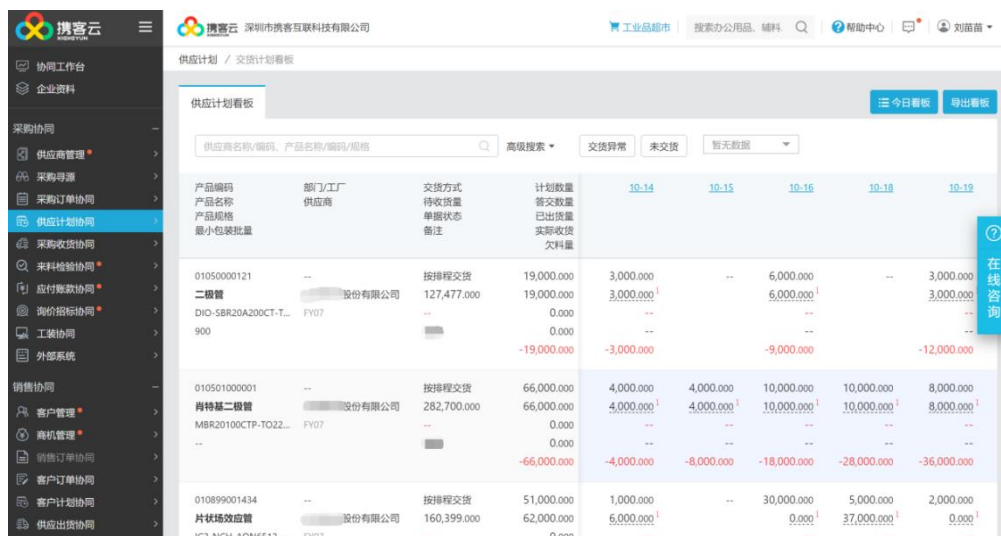 携客云
XIEKEYUN
携客云 深圳市携客互联科技有限公司
工业品超市
搜索办公用品、辅料
帮助中心
刘苗苗
协同工作台
企业资料
采购协同
供应商管理
采购寻源
采购订单协同
供应计划协同
采购收货协同
来料检验协同
应付账款协同
询价招标协同
工装协同
外部系统
销售协同
客户管理
商机管理
销售订单协同
客户订单协同
客户计划协同
供应出货协同
供应计划 / 交货计划看板
供应计划看板
今日看板 导出看板
供应商名称/编码、产品名称/编码/规格
高级搜索
交货异常 未交货 暂无数据
产品编码 部门/工厂 交货方式 计划数量 10-14 10-15 10-16 10-18 10-19
产品名称 供应商 待收货量 答交数量
产品规格 单据状态 已出货量
最小包装批量 备注 实际收货
欠料量
01050000121 -- 按排程交货 19,000.000 3,000.000 -- 6,000.000 -- 3,000.000
二极管 股份有限公司 127,477.000 19,000.000 3,000.000 1 6,000.000 1 3,000.000
DIO-SBR20A200CT-T... FY07 -- 0.000 -- -- --
900 0.000 -- --
-19,000.000 -3,000.000 -9,000.000 -12,000.000
010501000001 -- 按排程交货 66,000.000 4,000.000 4,000.000 10,000.000 10,000.000 8,000.000
肖特基二极管 股份有限公司 282,700.000 66,000.000 4,000.000 1 4,000.000 1 10,000.000 1 10,000.000 1 8,000.000 1
MBR20100CTP-TO22... FY07 -- 0.000 -- -- -- -- --
-- 0.000 -- -- -- -- --
-66,000.000 -4,000.000 -8,000.000 -18,000.000 -28,000.000 -36,000.000
010899001434 -- 按排程交货 51,000.000 1,000.000 -- 30,000.000 5,000.000 2,000.000
片状场效应管 股份有限公司 160,399.000 62,000.000 6,000.000 1 0.000 1 37,000.000 1 0.000 1
在线咨询